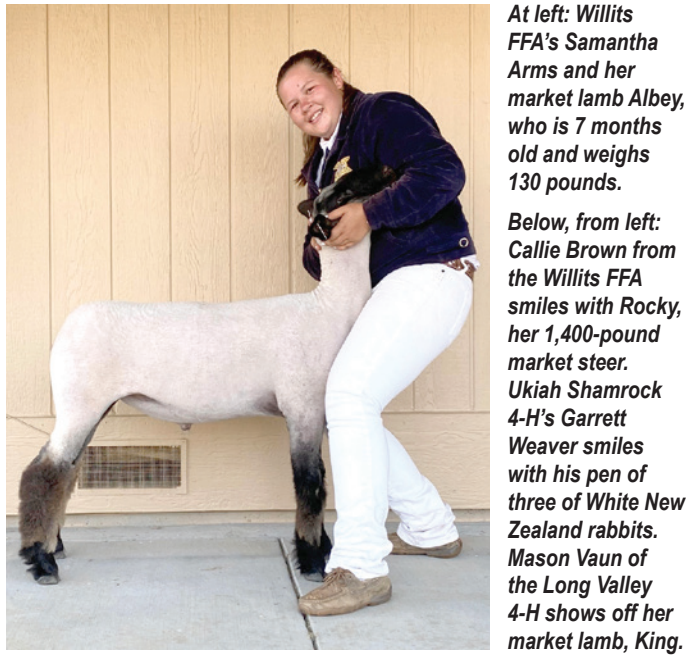 At left: Willits
FFA's Samantha
Arms and her
market lamb Albey,
who is 7 months
old and weighs
130 pounds.
Below, from left:
Callie Brown from
the Willits FFA
smiles with Rocky,
her 1,400-pound
market steer.
Ukiah Shamrock
4-H's Garrett
Weaver smiles
with his pen of
three of White New
Zealand rabbits.
Mason Vaun of
the Long Valley
4-H shows off her
market lamb, King.